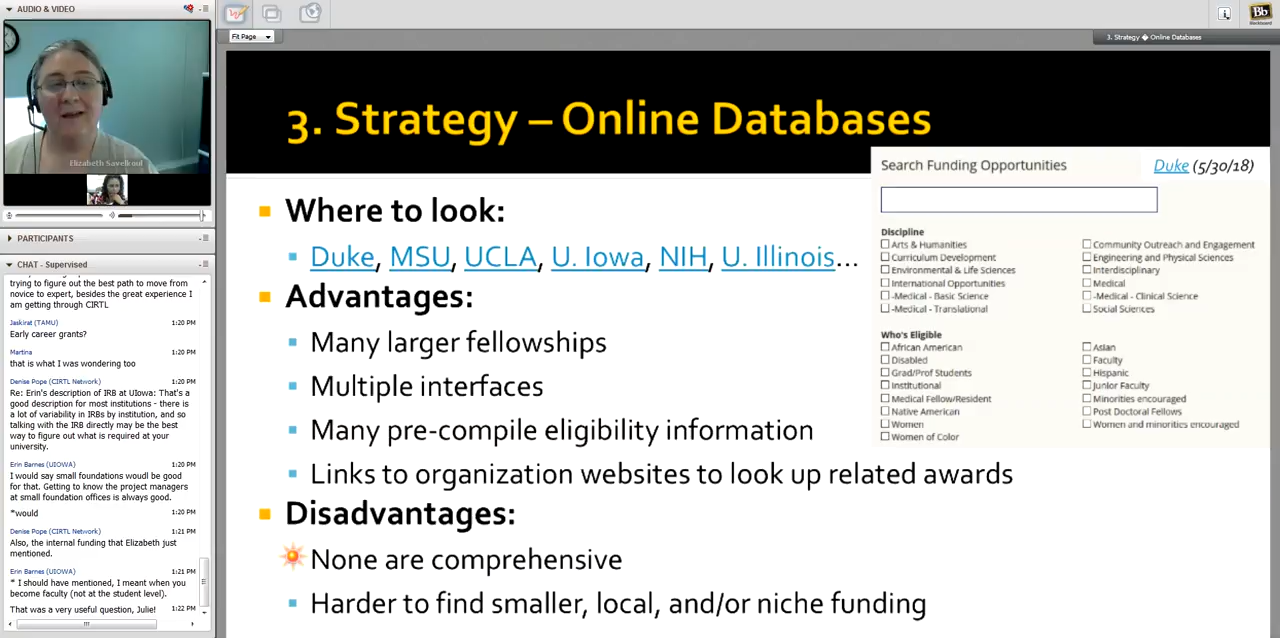 AUDIO & VIDEO
Elizabeth Savelkoul
PARTICIPANTS
CHAT - Supervised
trying to figure out the best path to move from
novice to expert, besides the great experience I
am getting through CIRTL
Jaskirat (TAMU) 1:20 PM
Early career grants?
Martina 1:20 PM
that is what I was wondering too
Denise Pope (CIRTL Network) 1:20 PM
Re: Erin's description of IRB at UIowa: That's a
good description for most institutions - there is
a lot of variability in IRBs by institution, and so
talking with the IRB directly may be the best
way to figure out what is required at your
university.
Erin Barnes (UIOWA) 1:20 PM
I would say small foundations woudl be good
for that. Getting to know the project managers
at small foundation offices is always good.
*would 1:20 PM
Denise Pope (CIRTL Network) 1:21 PM
Also, the internal funding that Elizabeth just
mentioned.
Erin Barnes (UIOWA) 1:21 PM
* I should have mentioned, I meant when you
become faculty (not at the student level).
That was a very useful question, Julie! 1:22 PM
Fit Page
Bb
Blackboard
3. Strategy � Online Databases
3. Strategy – Online Databases
Where to look:
Duke, MSU, UCLA, U. Iowa, NIH, U. Illinois...
Advantages:
Many larger fellowships
Multiple interfaces
Many pre-compile eligibility information
Links to organization websites to look up related awards
Disadvantages:
None are comprehensive
Harder to find smaller, local, and/or niche funding
Search Funding Opportunities Duke (5/30/18)
Discipline
Arts & Humanities Community Outreach and Engagement
Curriculum Development Engineering and Physical Sciences
Environmental & Life Sciences Interdisciplinary
International Opportunities Medical
-Medical - Basic Science -Medical - Clinical Science
-Medical - Translational Social Sciences
Who's Eligible
African American Asian
Disabled Faculty
Grad/Prof Students Hispanic
Institutional Junior Faculty
Medical Fellow/Resident Minorities encouraged
Native American Post Doctoral Fellows
Women Women and minorities encouraged
Women of Color